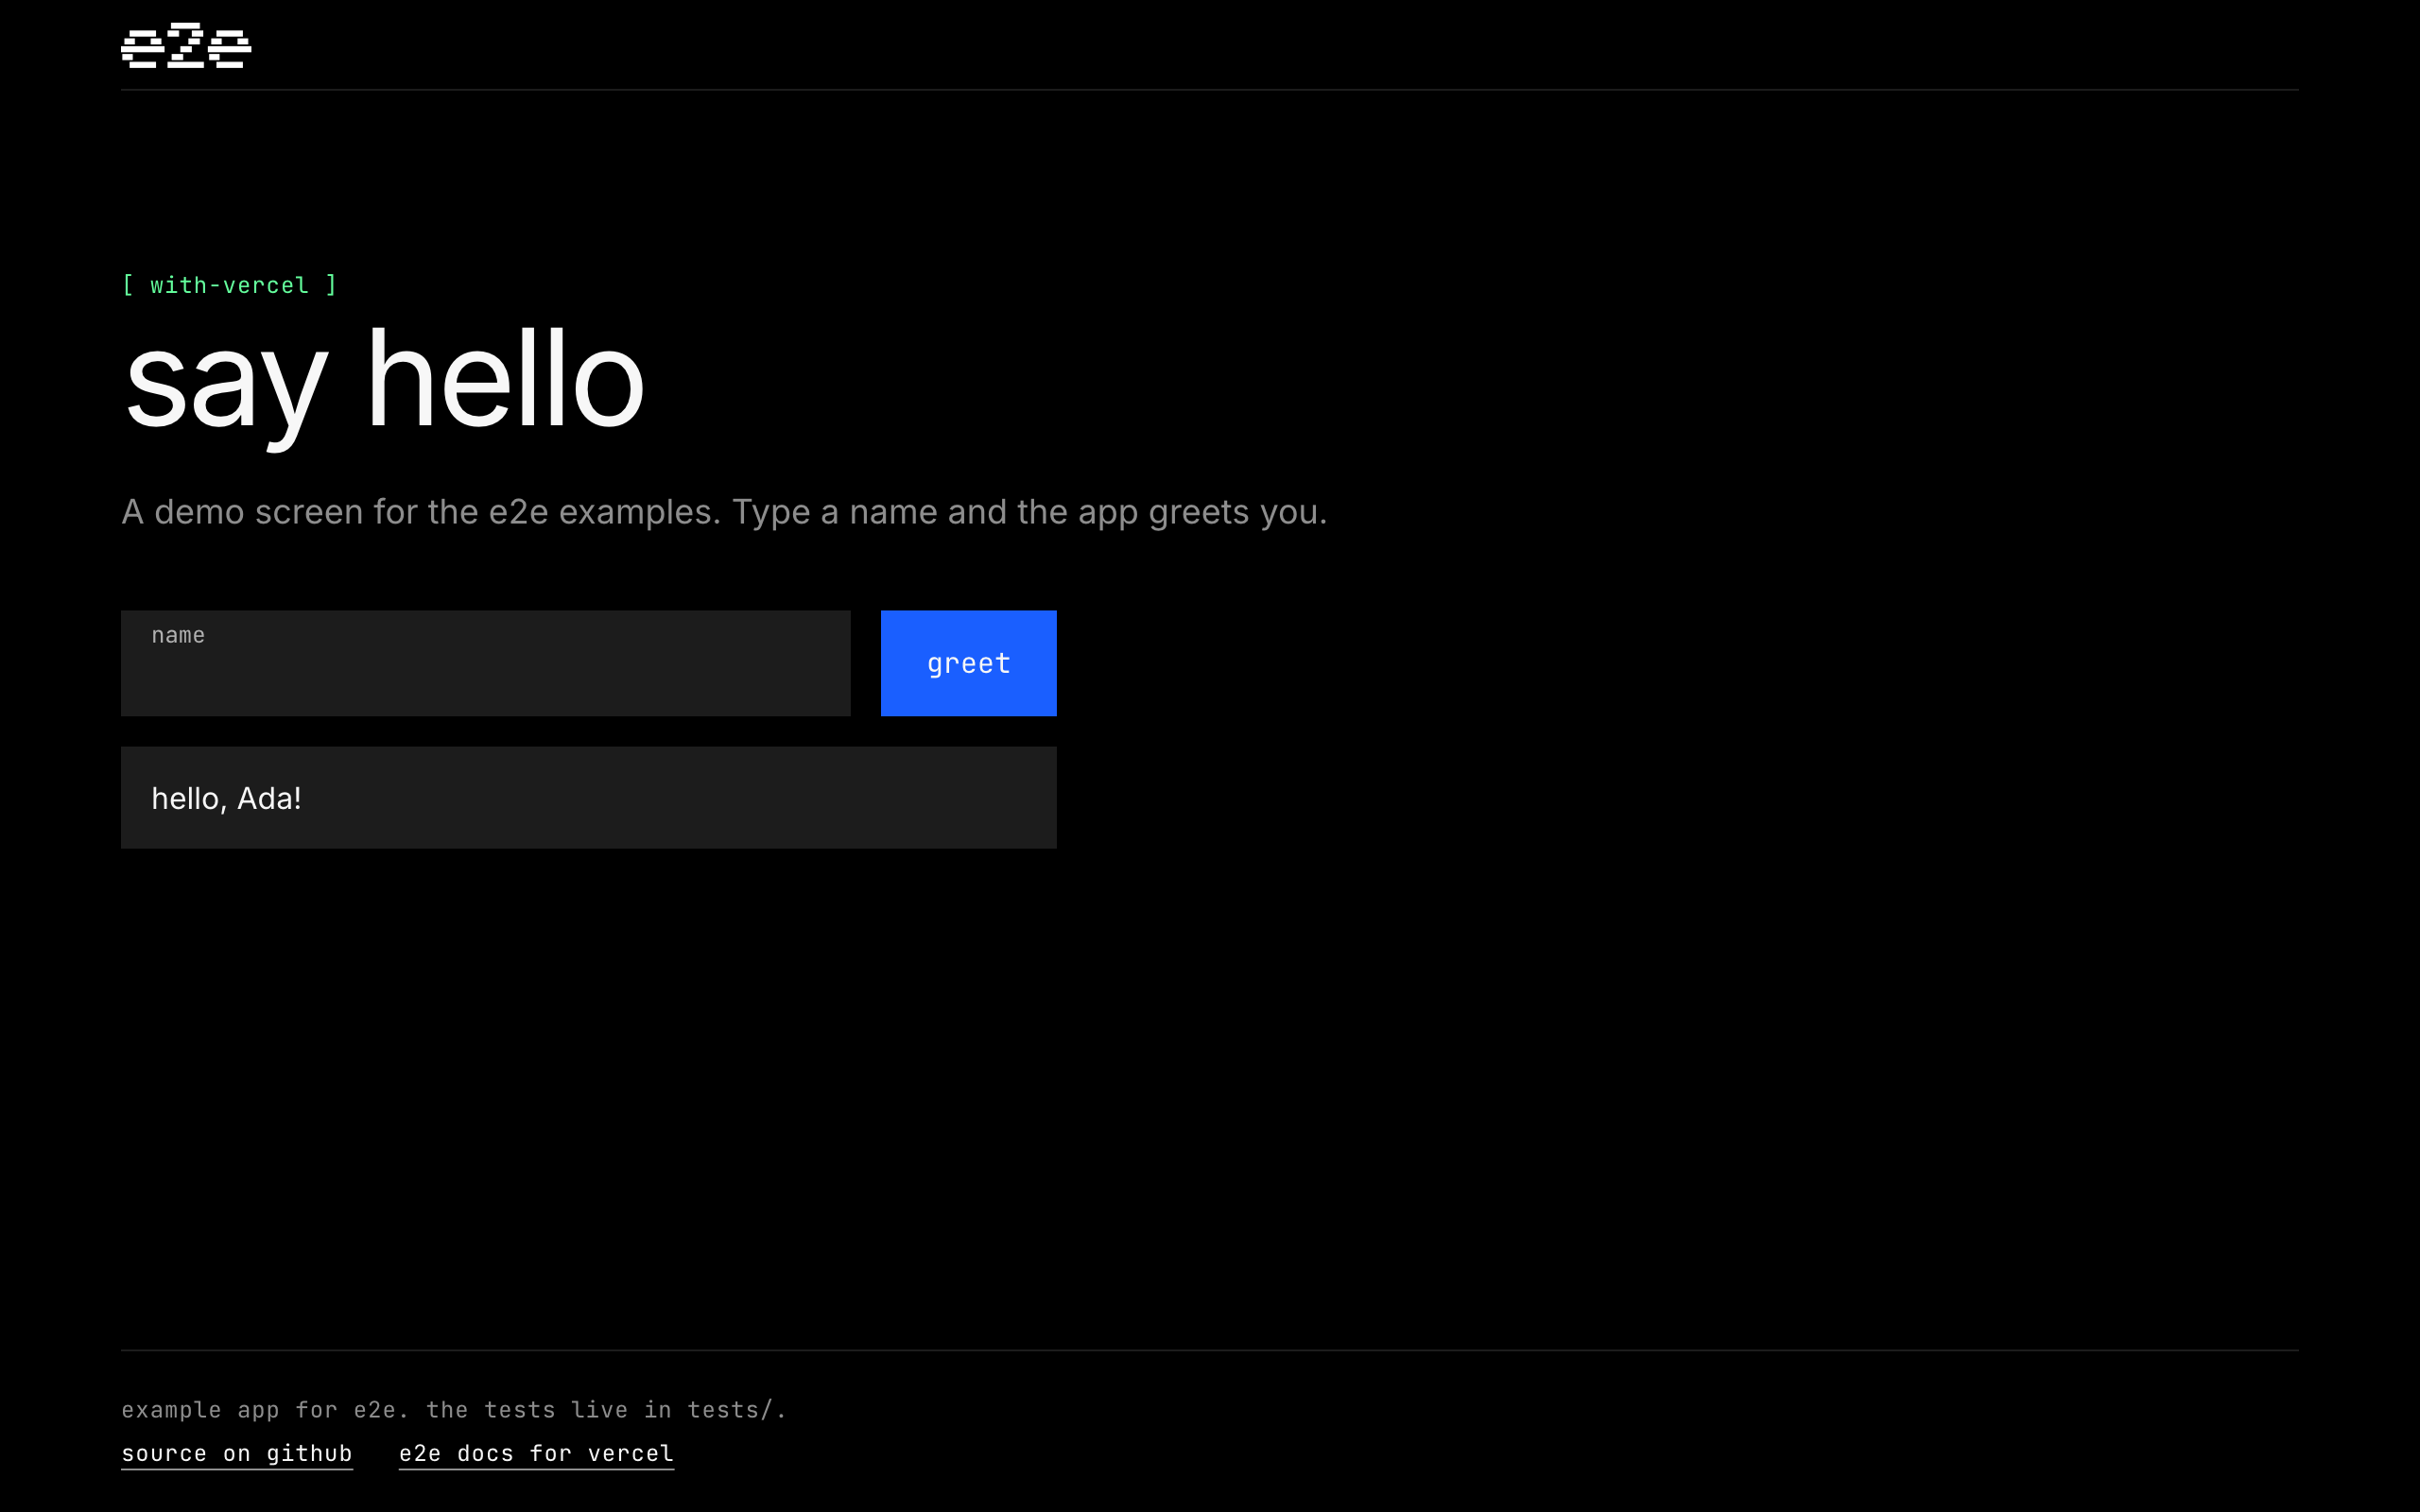 e2e
[ with-vercel ]
say hello
A demo screen for the e2e examples. Type a name and the app greets you.
name
greet
hello, Ada!
example app for e2e. the tests live in tests/.
source on github e2e docs for vercel